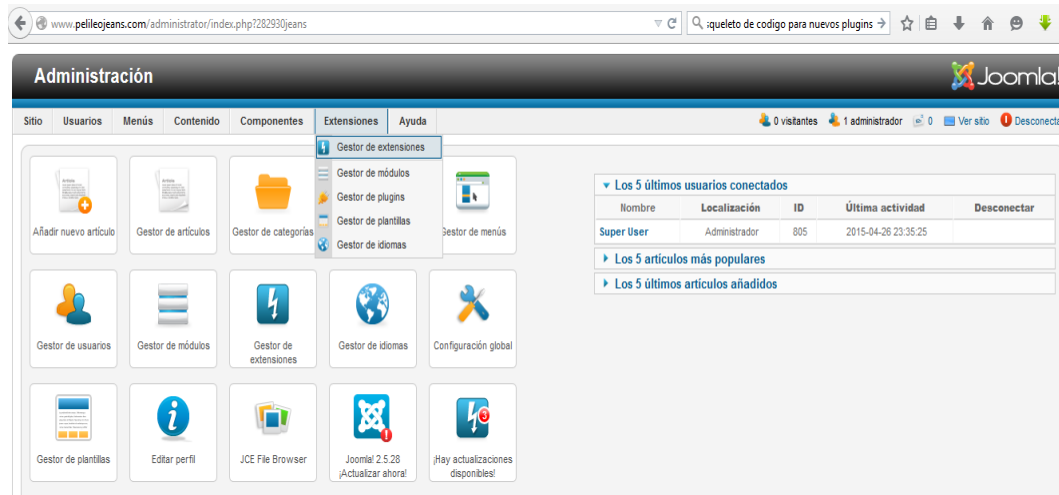 www.pelileojeans.com/administrator/index.php?282930jeans
squeleto de codigo para nuevos plugins
Administración
Joomla!
Sitio Usuarios Menús Contenido Componentes Extensiones Ayuda
0 visitantes 1 administrador 0 Ver sitio Desconecta
Gestor de extensiones
Gestor de módulos
Gestor de plugins
Gestor de plantillas
Gestor de idiomas
Añadir nuevo artículo
Gestor de artículos
Gestor de categorías
Gestor de menús
Gestor de usuarios
Gestor de módulos
Gestor de
extensiones
Gestor de idiomas
Configuración global
Gestor de plantillas
Editar perfil
JCE File Browser
Joomla! 2.5.28
¡Actualizar ahora!
3
¡Hay actualizaciones
disponibles!
Los 5 últimos usuarios conectados
Nombre Localización ID Última actividad Desconectar
Super User Administrador 805 2015-04-26 23:35:25
Los 5 artículos más populares
Los 5 últimos artículos añadidos